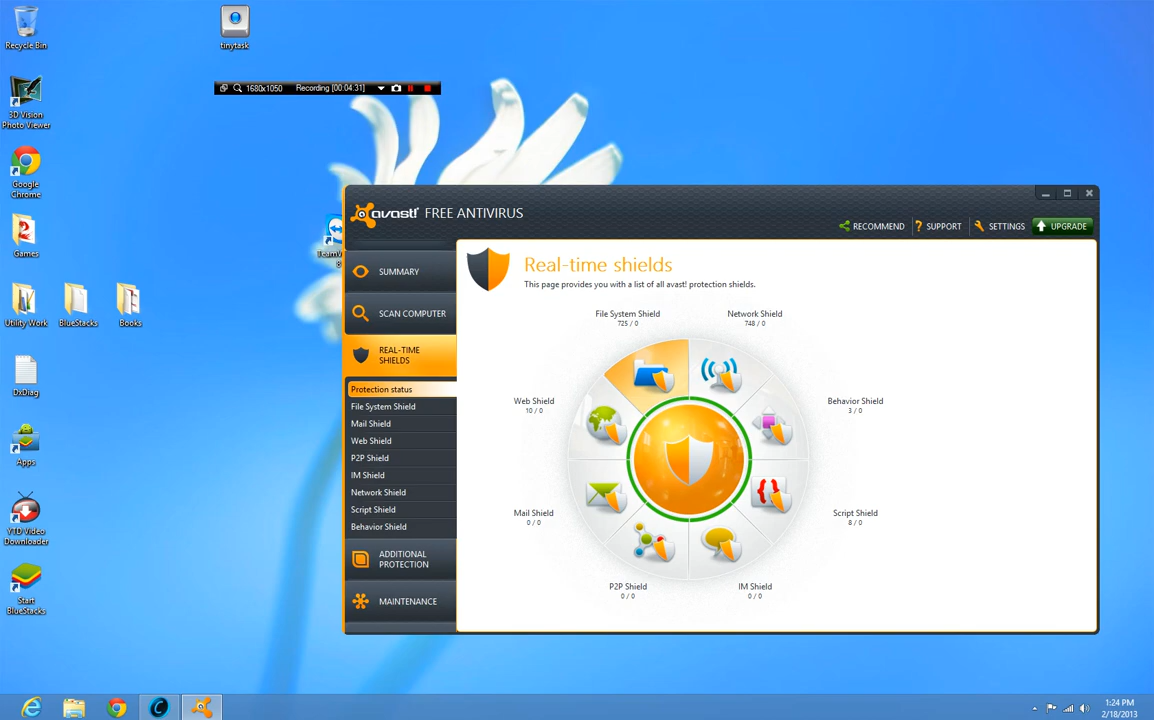 Recycle Bin
tinytask
1680x1050 Recording [00:04:31]
3D Vision
Photo Viewer
Google
Chrome
Games
Utility Work
BlueStacks
Books
DxDiag
Apps
YTD Video
Downloader
Start
BlueStacks
8
avast! FREE ANTIVIRUS
RECOMMEND
? SUPPORT
SETTINGS
UPGRADE
SUMMARY
SCAN COMPUTER
REAL-TIME
SHIELDS
Protection status
File System Shield
Mail Shield
Web Shield
P2P Shield
IM Shield
Network Shield
Script Shield
Behavior Shield
ADDITIONAL
PROTECTION
MAINTENANCE
Real-time shields
This page provides you with a list of all avast! protection shields.
File System Shield
725 / 0
Network Shield
748 / 0
Web Shield
10 / 0
Behavior Shield
3 / 0
Mail Shield
0 / 0
Script Shield
8 / 0
P2P Shield
0 / 0
IM Shield
0 / 0
1:24 PM
2/18/2013